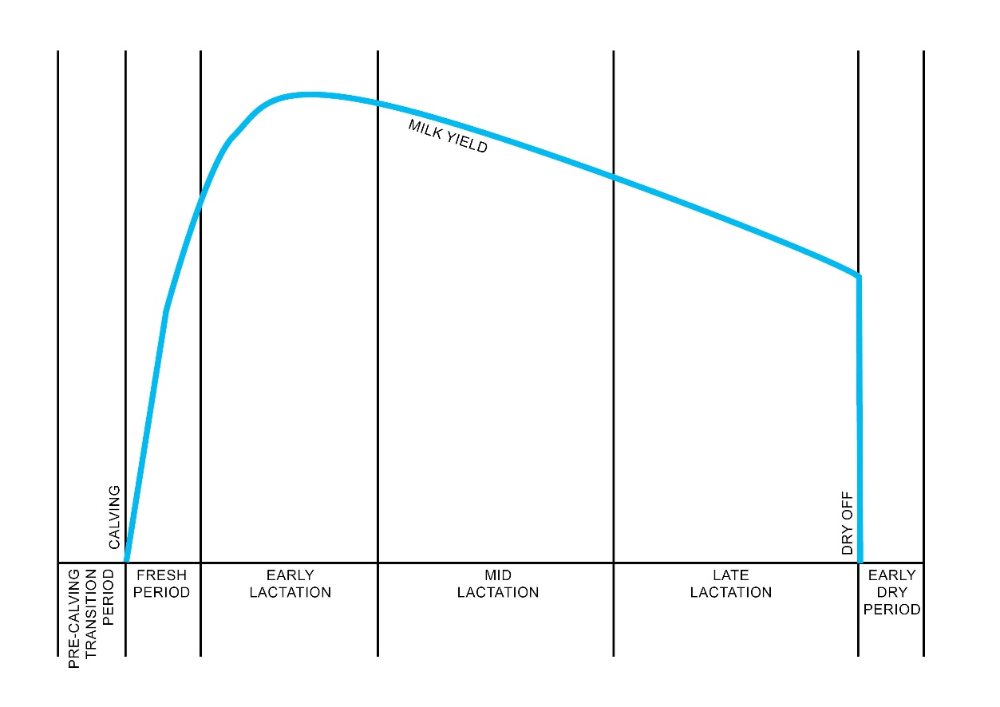 MILK YIELD
CALVING
DRY OFF
PRE-CALVING
TRANSITION
PERIOD
FRESH
PERIOD
EARLY
LACTATION
MID
LACTATION
LATE
LACTATION
EARLY
DRY
PERIOD